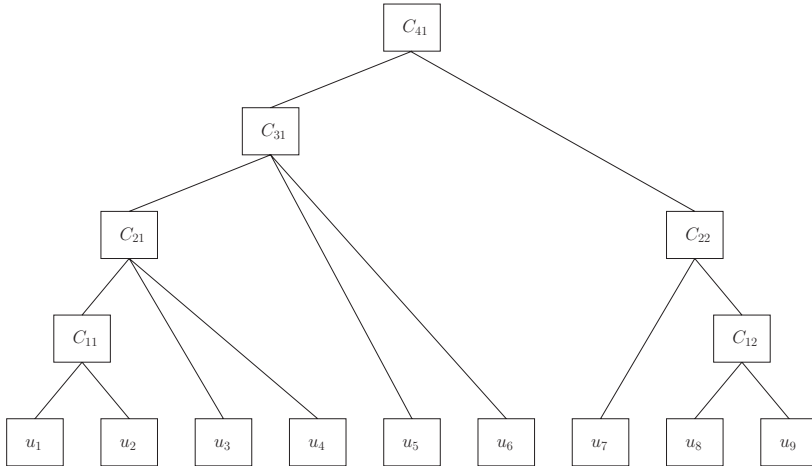 C₄₁
C₃₁
C₂₁ C₂₂
C₁₁ C₁₂
u₁ u₂ u₃ u₄ u₅ u₆ u₇ u₈ u₉